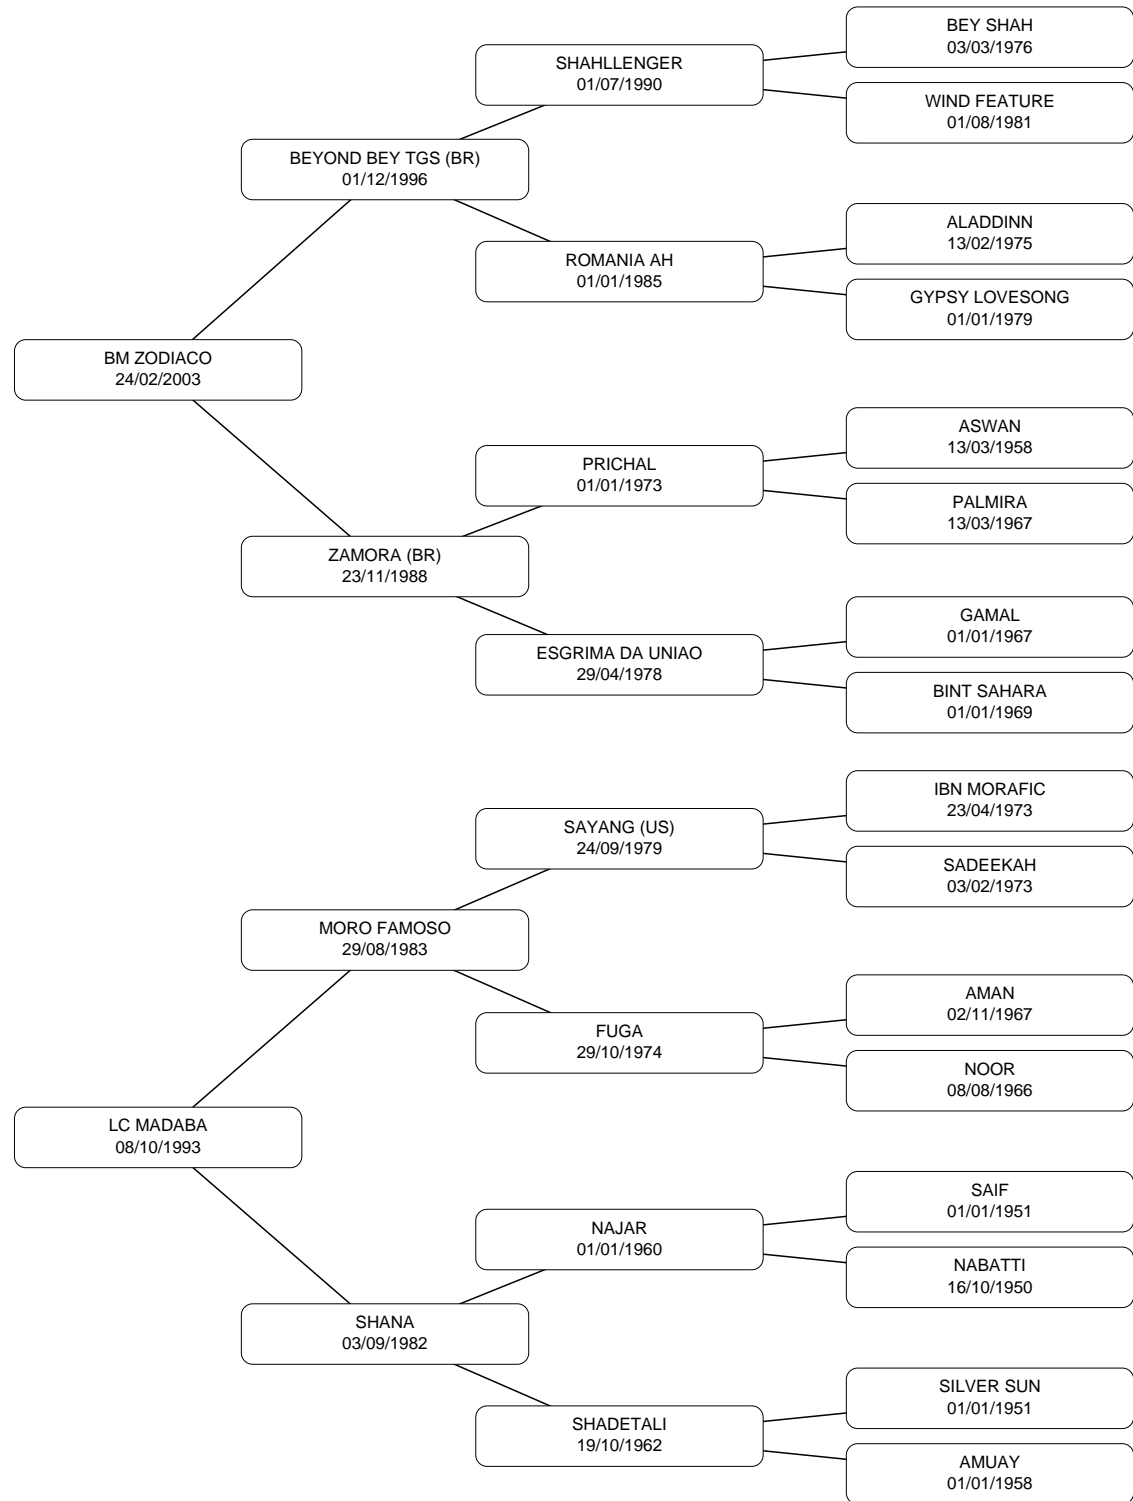 BEY SHAH
03/03/1976
SHAHLLENGER
01/07/1990
WIND FEATURE
01/08/1981
BEYOND BEY TGS (BR)
01/12/1996
ALADDINN
13/02/1975
ROMANIA AH
01/01/1985
GYPSY LOVESONG
01/01/1979
BM ZODIACO
24/02/2003
ASWAN
13/03/1958
PRICHAL
01/01/1973
PALMIRA
13/03/1967
ZAMORA (BR)
23/11/1988
GAMAL
01/01/1967
ESGRIMA DA UNIAO
29/04/1978
BINT SAHARA
01/01/1969
IBN MORAFIC
23/04/1973
SAYANG (US)
24/09/1979
SADEEKAH
03/02/1973
MORO FAMOSO
29/08/1983
AMAN
02/11/1967
FUGA
29/10/1974
NOOR
08/08/1966
LC MADABA
08/10/1993
SAIF
01/01/1951
NAJAR
01/01/1960
NABATTI
16/10/1950
SHANA
03/09/1982
SILVER SUN
01/01/1951
SHADETALI
19/10/1962
AMUAY
01/01/1958